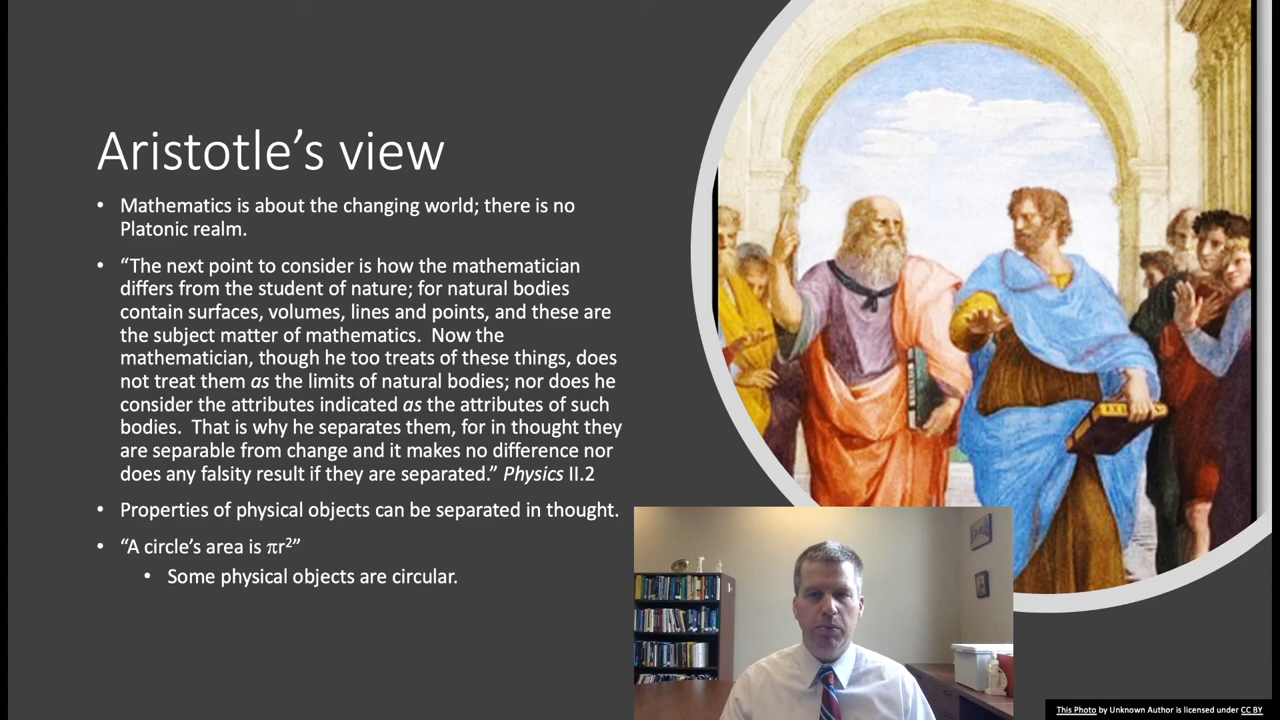 Aristotle’s view
• Mathematics is about the changing world; there is no
Platonic realm.
• “The next point to consider is how the mathematician
differs from the student of nature; for natural bodies
contain surfaces, volumes, lines and points, and these are
the subject matter of mathematics.  Now the
mathematician, though he too treats of these things, does
not treat them as the limits of natural bodies; nor does he
consider the attributes indicated as the attributes of such
bodies.  That is why he separates them, for in thought they
are separable from change and it makes no difference nor
does any falsity result if they are separated.” Physics II.2
• Properties of physical objects can be separated in thought.
• “A circle’s area is πr²”
• Some physical objects are circular.
This Photo by Unknown Author is licensed under CC BY